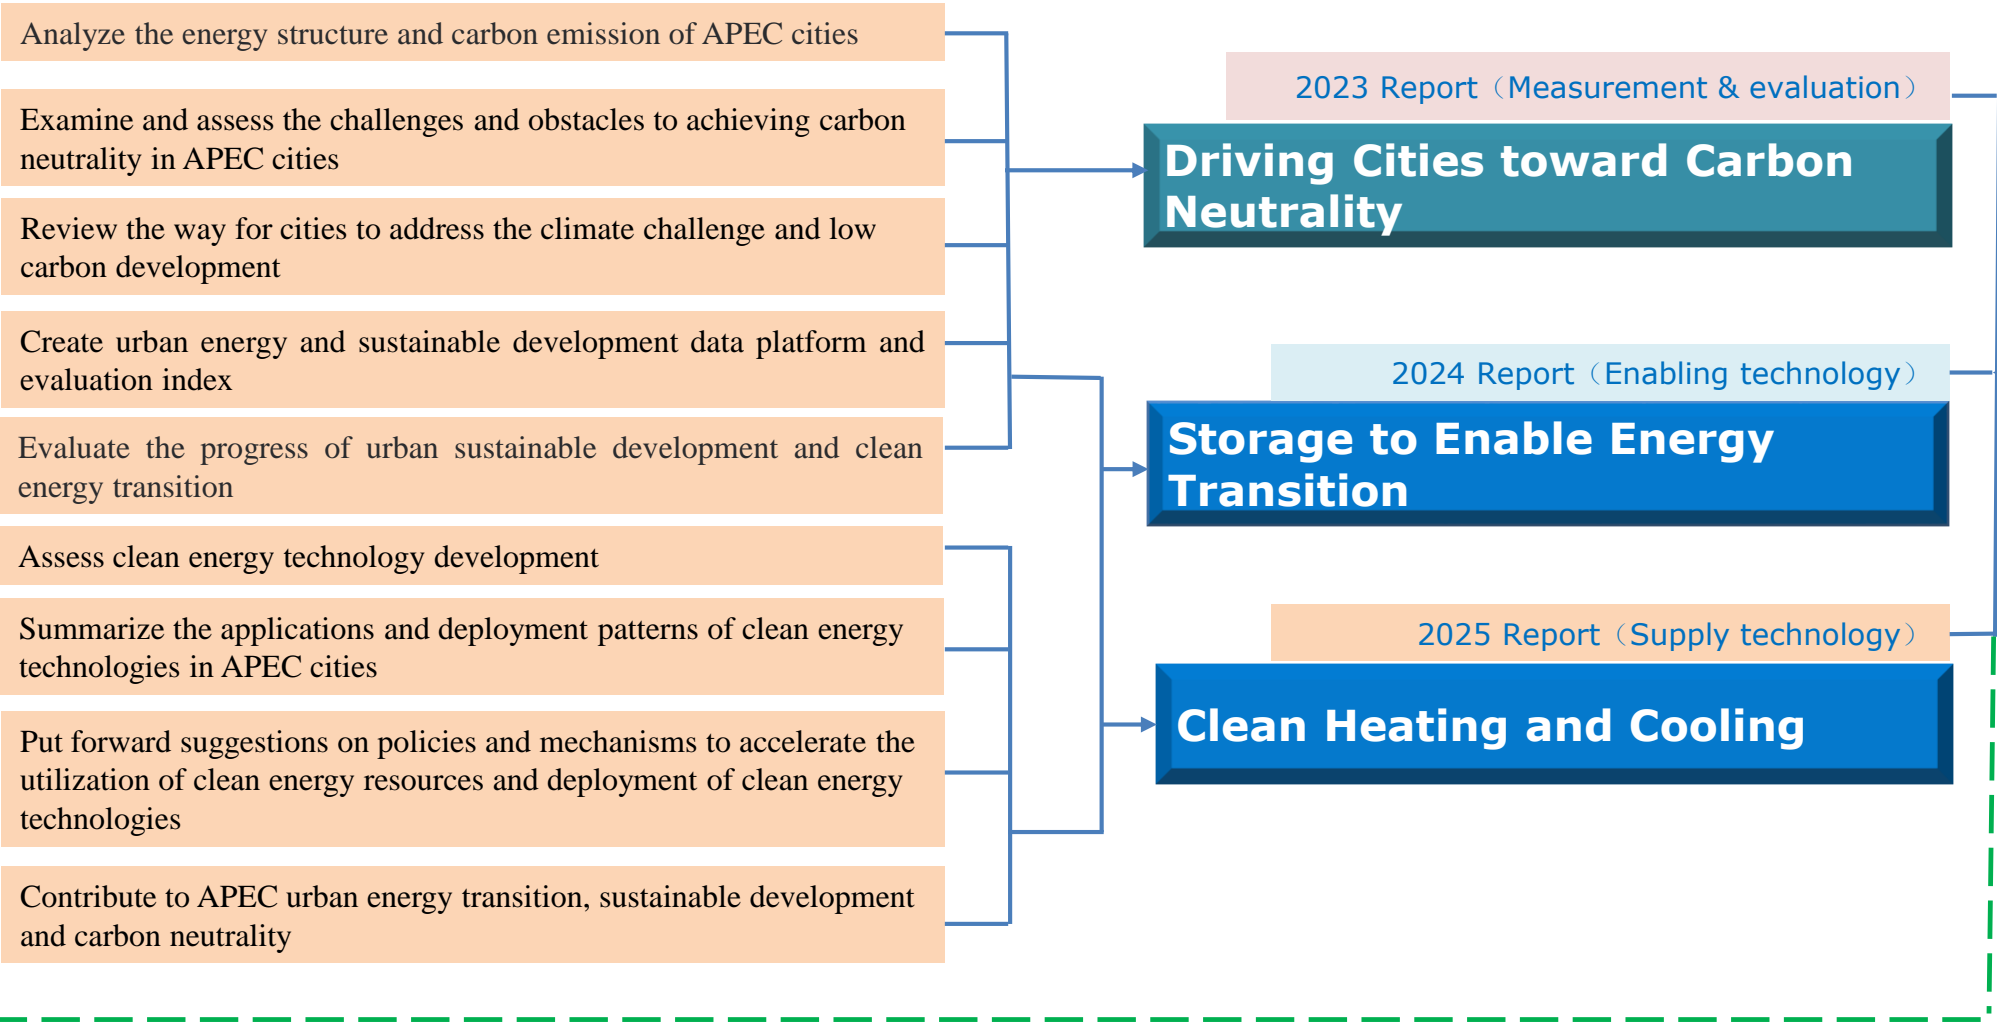 Analyze the energy structure and carbon emission of APEC cities
Examine and assess the challenges and obstacles to achieving carbon
neutrality in APEC cities
Review the way for cities to address the climate challenge and low
carbon development
Create urban energy and sustainable development data platform and
evaluation index
Evaluate the progress of urban sustainable development and clean
energy transition
Assess clean energy technology development
Summarize the applications and deployment patterns of clean energy
technologies in APEC cities
Put forward suggestions on policies and mechanisms to accelerate the
utilization of clean energy resources and deployment of clean energy
technologies
Contribute to APEC urban energy transition, sustainable development
and carbon neutrality
2023 Report（Measurement & evaluation）
Driving Cities toward Carbon
Neutrality
2024 Report（Enabling technology）
Storage to Enable Energy
Transition
2025 Report（Supply technology）
Clean Heating and Cooling